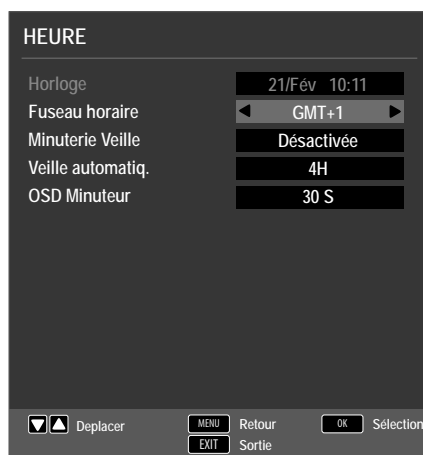 HEURE
Horloge 21/Fév 10:11
Fuseau horaire GMT+1
Minuterie Veille Désactivée
Veille automatiq. 4H
OSD Minuteur 30 S
Deplacer MENU Retour OK Sélection
EXIT Sortie